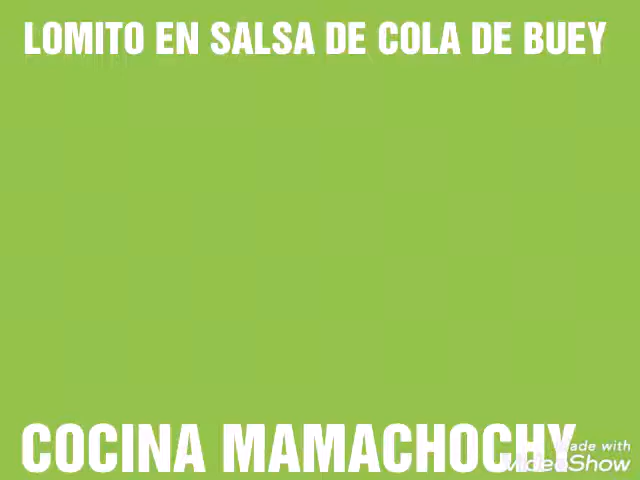 LOMITO EN SALSA DE COLA DE BUEY
COCINA MAMACHOCHY
Made with
VideoShow